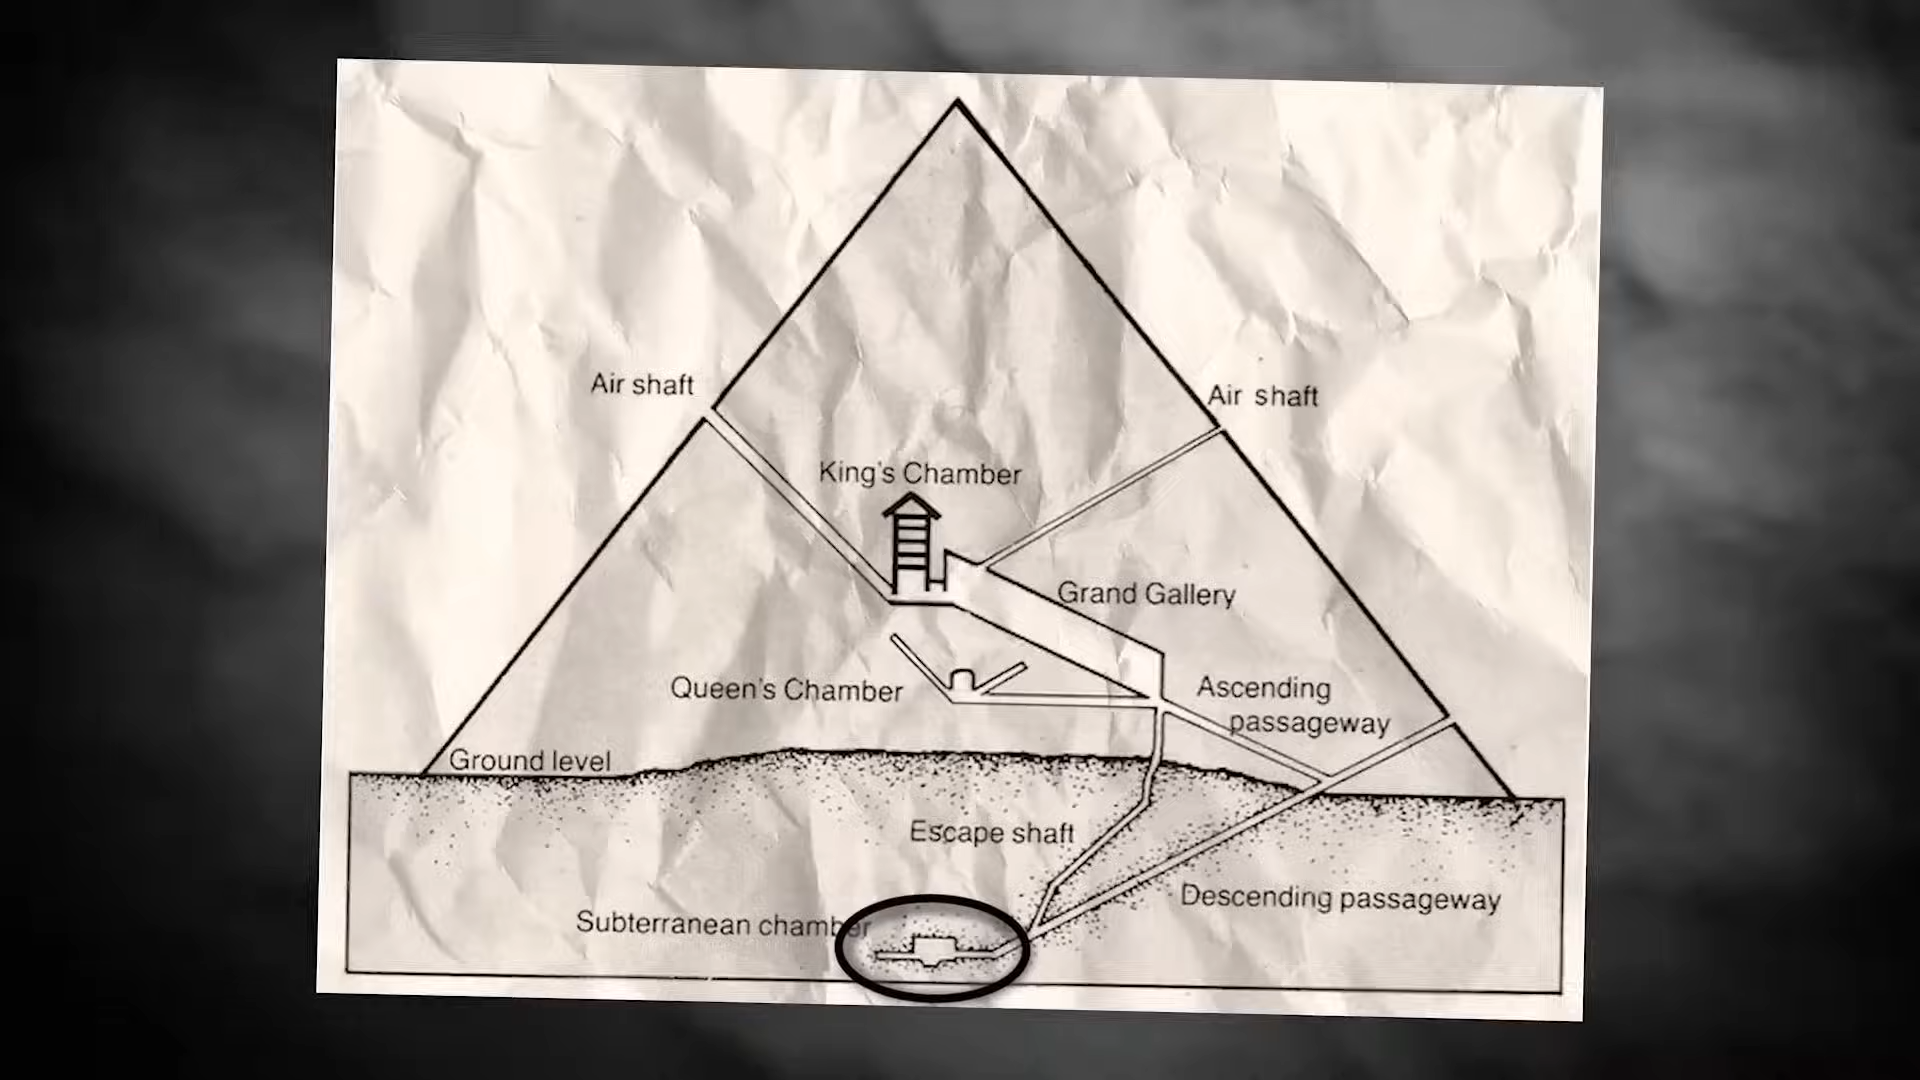 Air shaft
Air shaft
King's Chamber
Grand Gallery
Queen's Chamber
Ascending
passageway
Ground level
Escape shaft
Descending passageway
Subterranean chamber